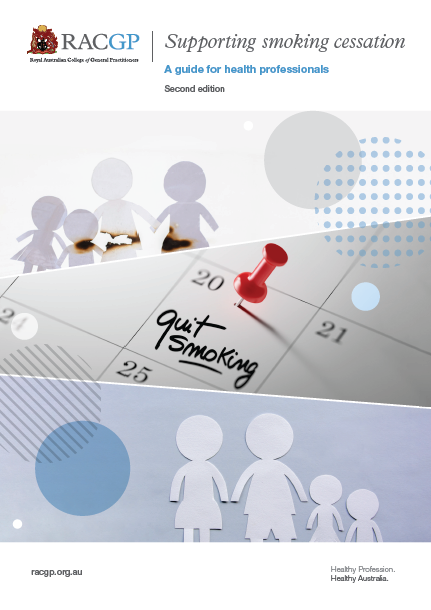 RACGP
Royal Australian College of General Practitioners
Supporting smoking cessation
A guide for health professionals
Second edition
20
quit
smoking
21
24
25
racgp.org.au
Healthy Profession.
Healthy Australia.